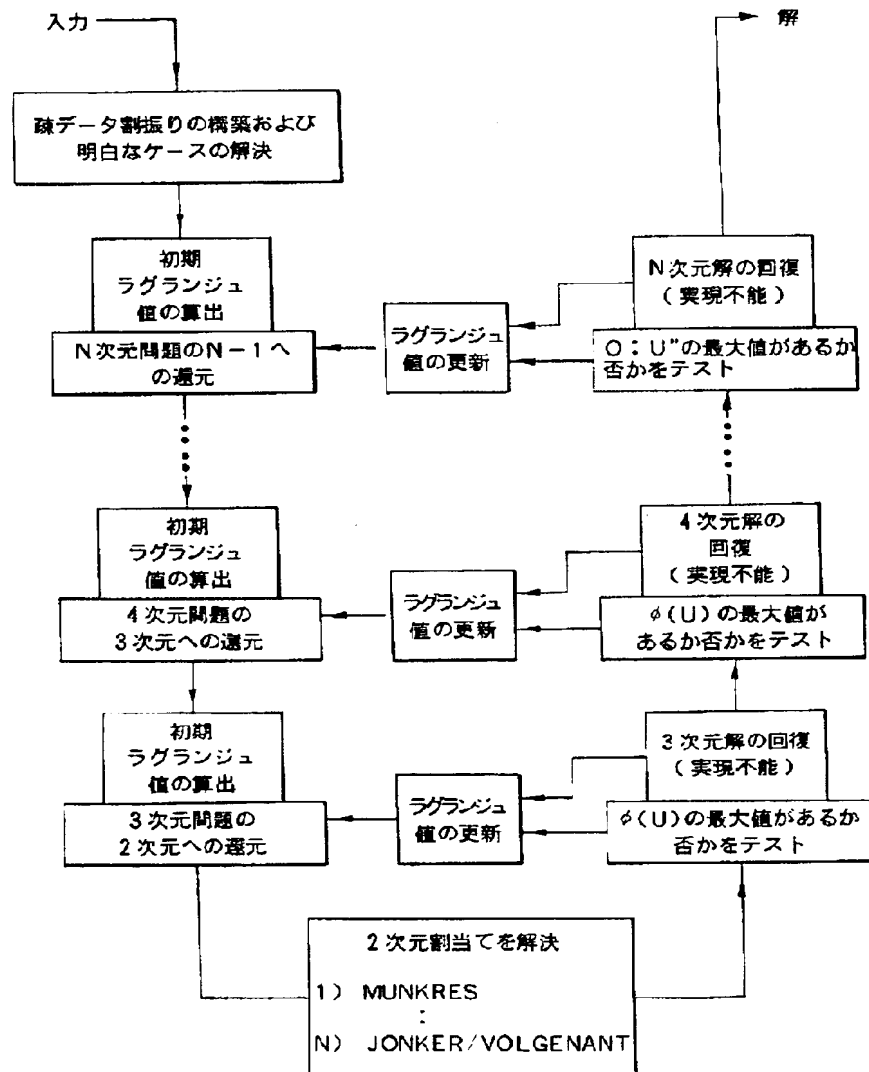 入力
解
疎データ割振りの構築および
明白なケースの解決
初期
ラグランジュ
値の算出
N次元問題のN−1へ
の還元
ラグランジュ
値の更新
N次元解の回復
(実現不能)
O:U"の最大値があるか
否かをテスト
初期
ラグランジュ
値の算出
4次元問題の
3次元への還元
ラグランジュ
値の更新
4次元解の
回復
(実現不能)
φ(U)の最大値が
あるか否かをテスト
初期
ラグランジュ
値の算出
3次元問題の
2次元への還元
ラグランジュ
値の更新
3次元解の回復
(実現不能)
φ(U)の最大値があるか
否かをテスト
2次元割当てを解決
1) MUNKRES
:
N) JONKER/VOLGENANT